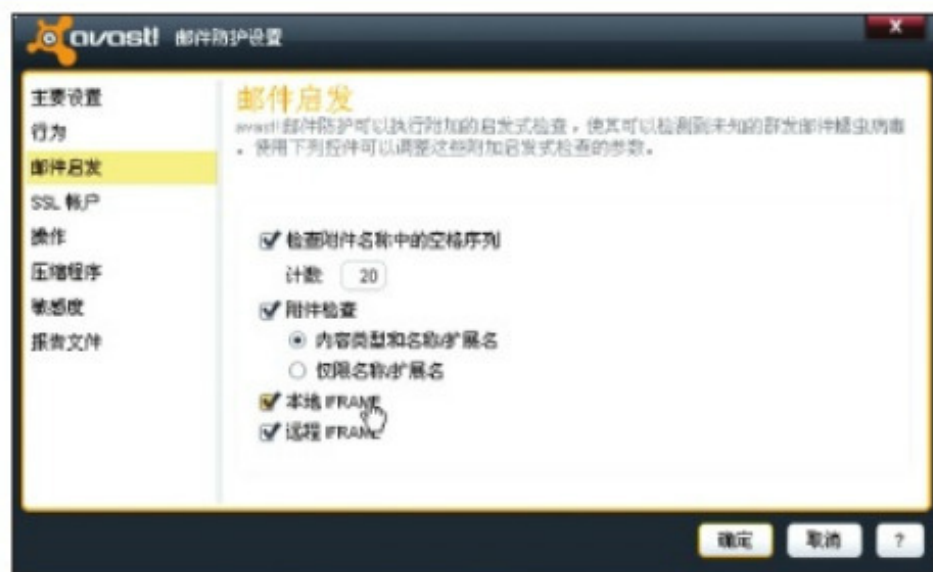 avast! 邮件防护设置
主要设置
行为
邮件启发
SSL 帐户
操作
压缩程序
敏感度
报告文件
邮件启发
avast! 邮件防护可以执行附加的启发式检查，使其可以检测到未知的群发邮件蠕虫病毒
。使用下列控件可以调整这些附加启发式检查的参数。
检查附件名称中的空格序列
计数: 20
附件检查
内容类型和名称/扩展名
仅限名称/扩展名
本地 IFRAME
远程 IFRAME
确定
取消
?